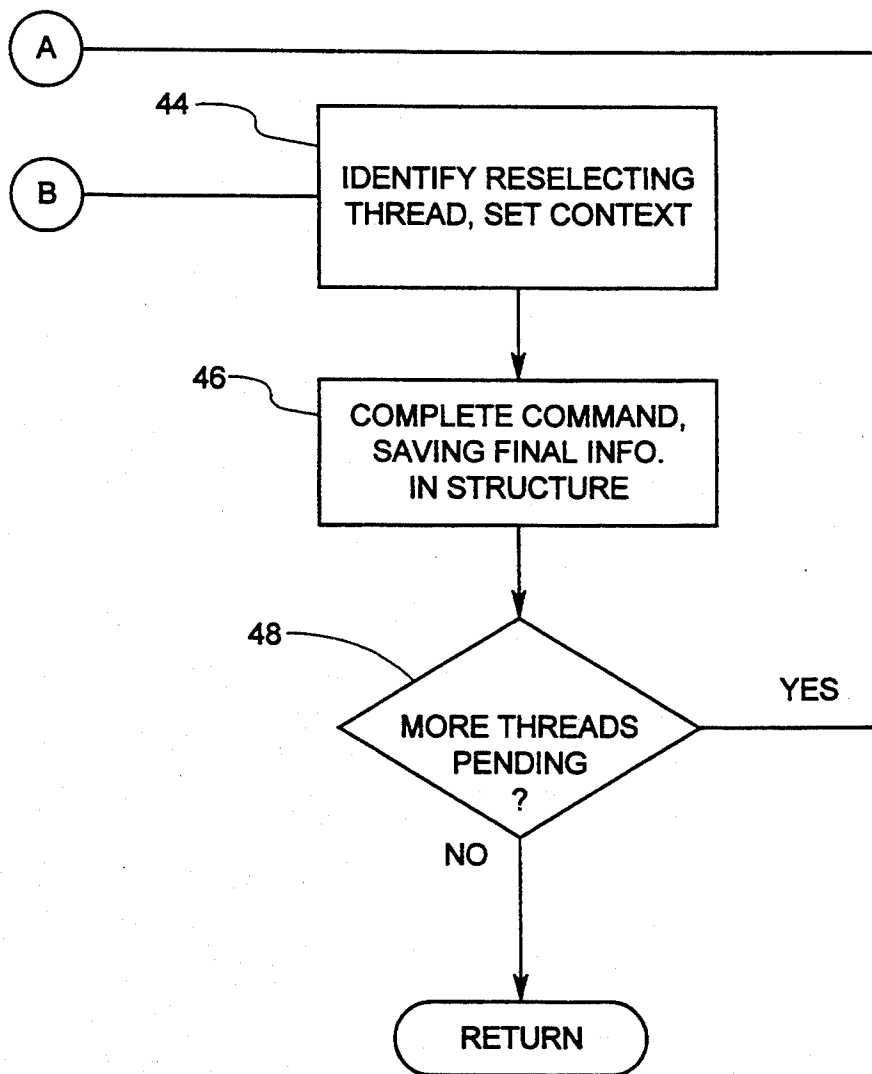 A
44
B
IDENTIFY RESELECTING
THREAD, SET CONTEXT
46
COMPLETE COMMAND,
SAVING FINAL INFO.
IN STRUCTURE
48
YES
MORE THREADS
PENDING
?
NO
RETURN